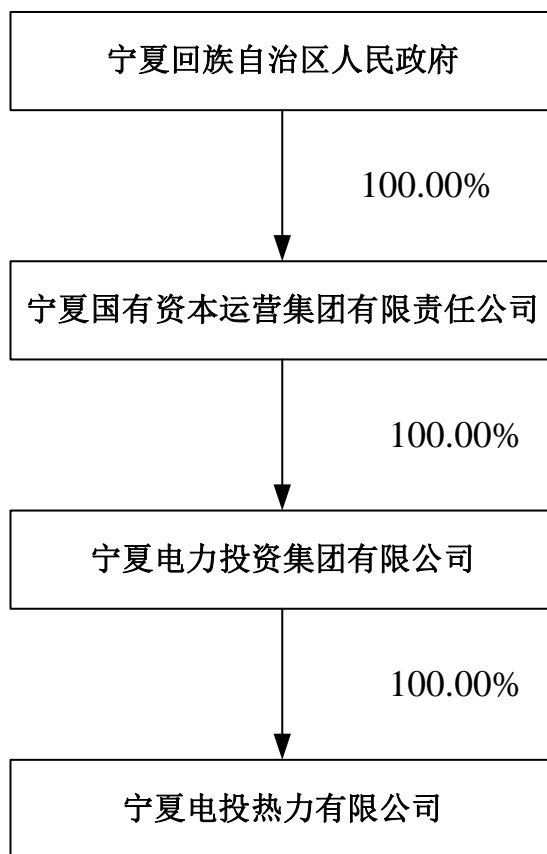 宁夏回族自治区人民政府
100.00%
宁夏国有资本运营集团有限责任公司
100.00%
宁夏电力投资集团有限公司
100.00%
宁夏电投热力有限公司